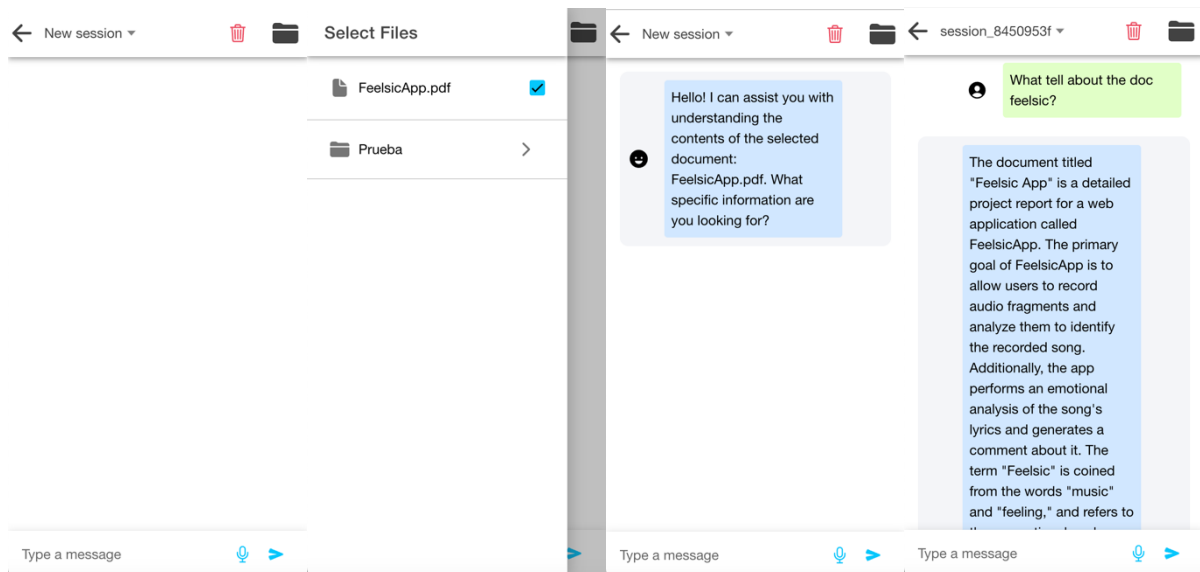 New session
Type a message
Select Files
FeelsicApp.pdf
Prueba
New session
Hello! I can assist you with
understanding the
contents of the selected
document:
FeelsicApp.pdf. What
specific information are
you looking for?
Type a message
session_8450953f
What tell about the doc
feelsic?
The document titled
"Feelsic App" is a detailed
project report for a web
application called
FeelsicApp. The primary
goal of FeelsicApp is to
allow users to record
audio fragments and
analyze them to identify
the recorded song.
Additionally, the app
performs an emotional
analysis of the song's
lyrics and generates a
comment about it. The
term "Feelsic" is coined
from the words "music"
and "feeling," and refers to
Type a message